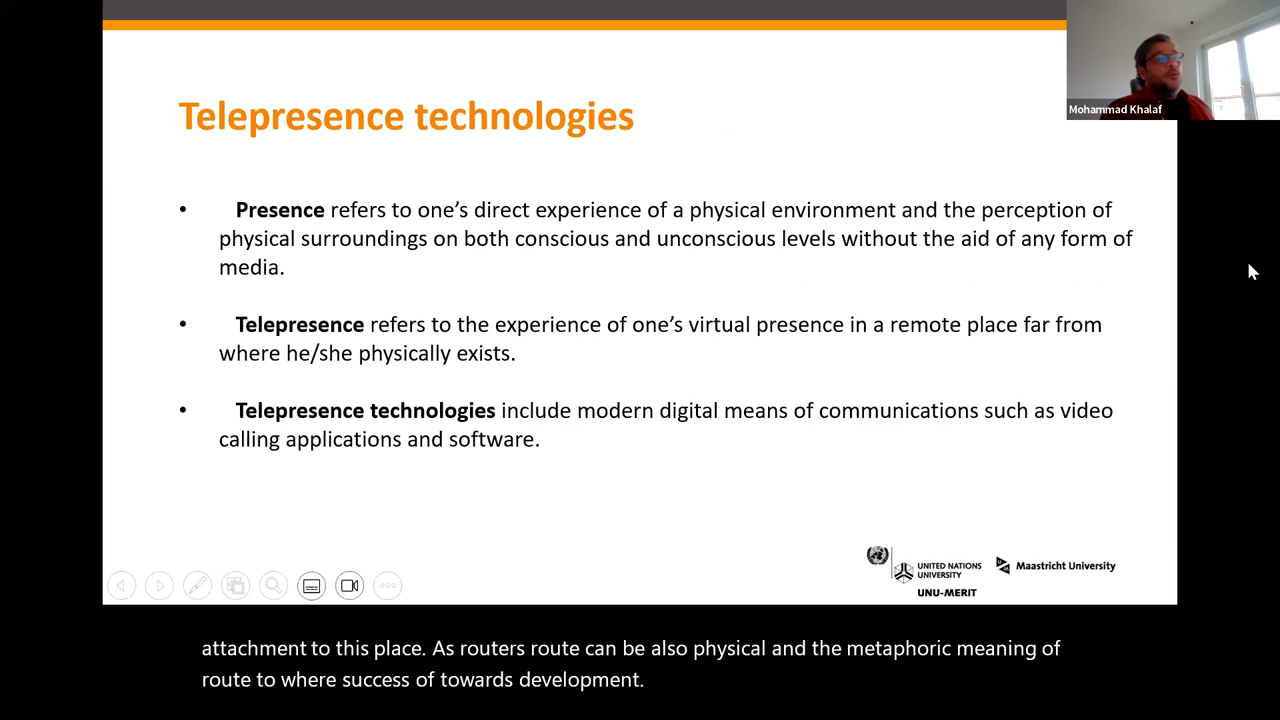 Mohammad Khalaf
Telepresence technologies
• Presence refers to one’s direct experience of a physical environment and the perception of
physical surroundings on both conscious and unconscious levels without the aid of any form of
media.
• Telepresence refers to the experience of one’s virtual presence in a remote place far from
where he/she physically exists.
• Telepresence technologies include modern digital means of communications such as video
calling applications and software.
UNITED NATIONS
UNIVERSITY
UNU-MERIT
Maastricht University
attachment to this place. As routers route can be also physical and the metaphoric meaning of
route to where success of towards development.